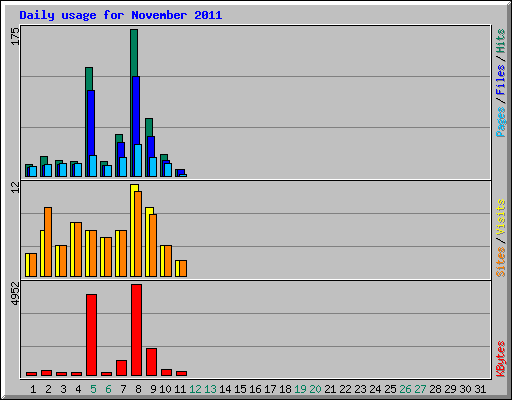 Daily usage for November 2011
175
Pages / Files / Hits
12
Sites / Visits
4952
KBytes
1 2 3 4 5 6 7 8 9 10 11 12 13 14 15 16 17 18 19 20 21 22 23 24 25 26 27 28 29 30 31